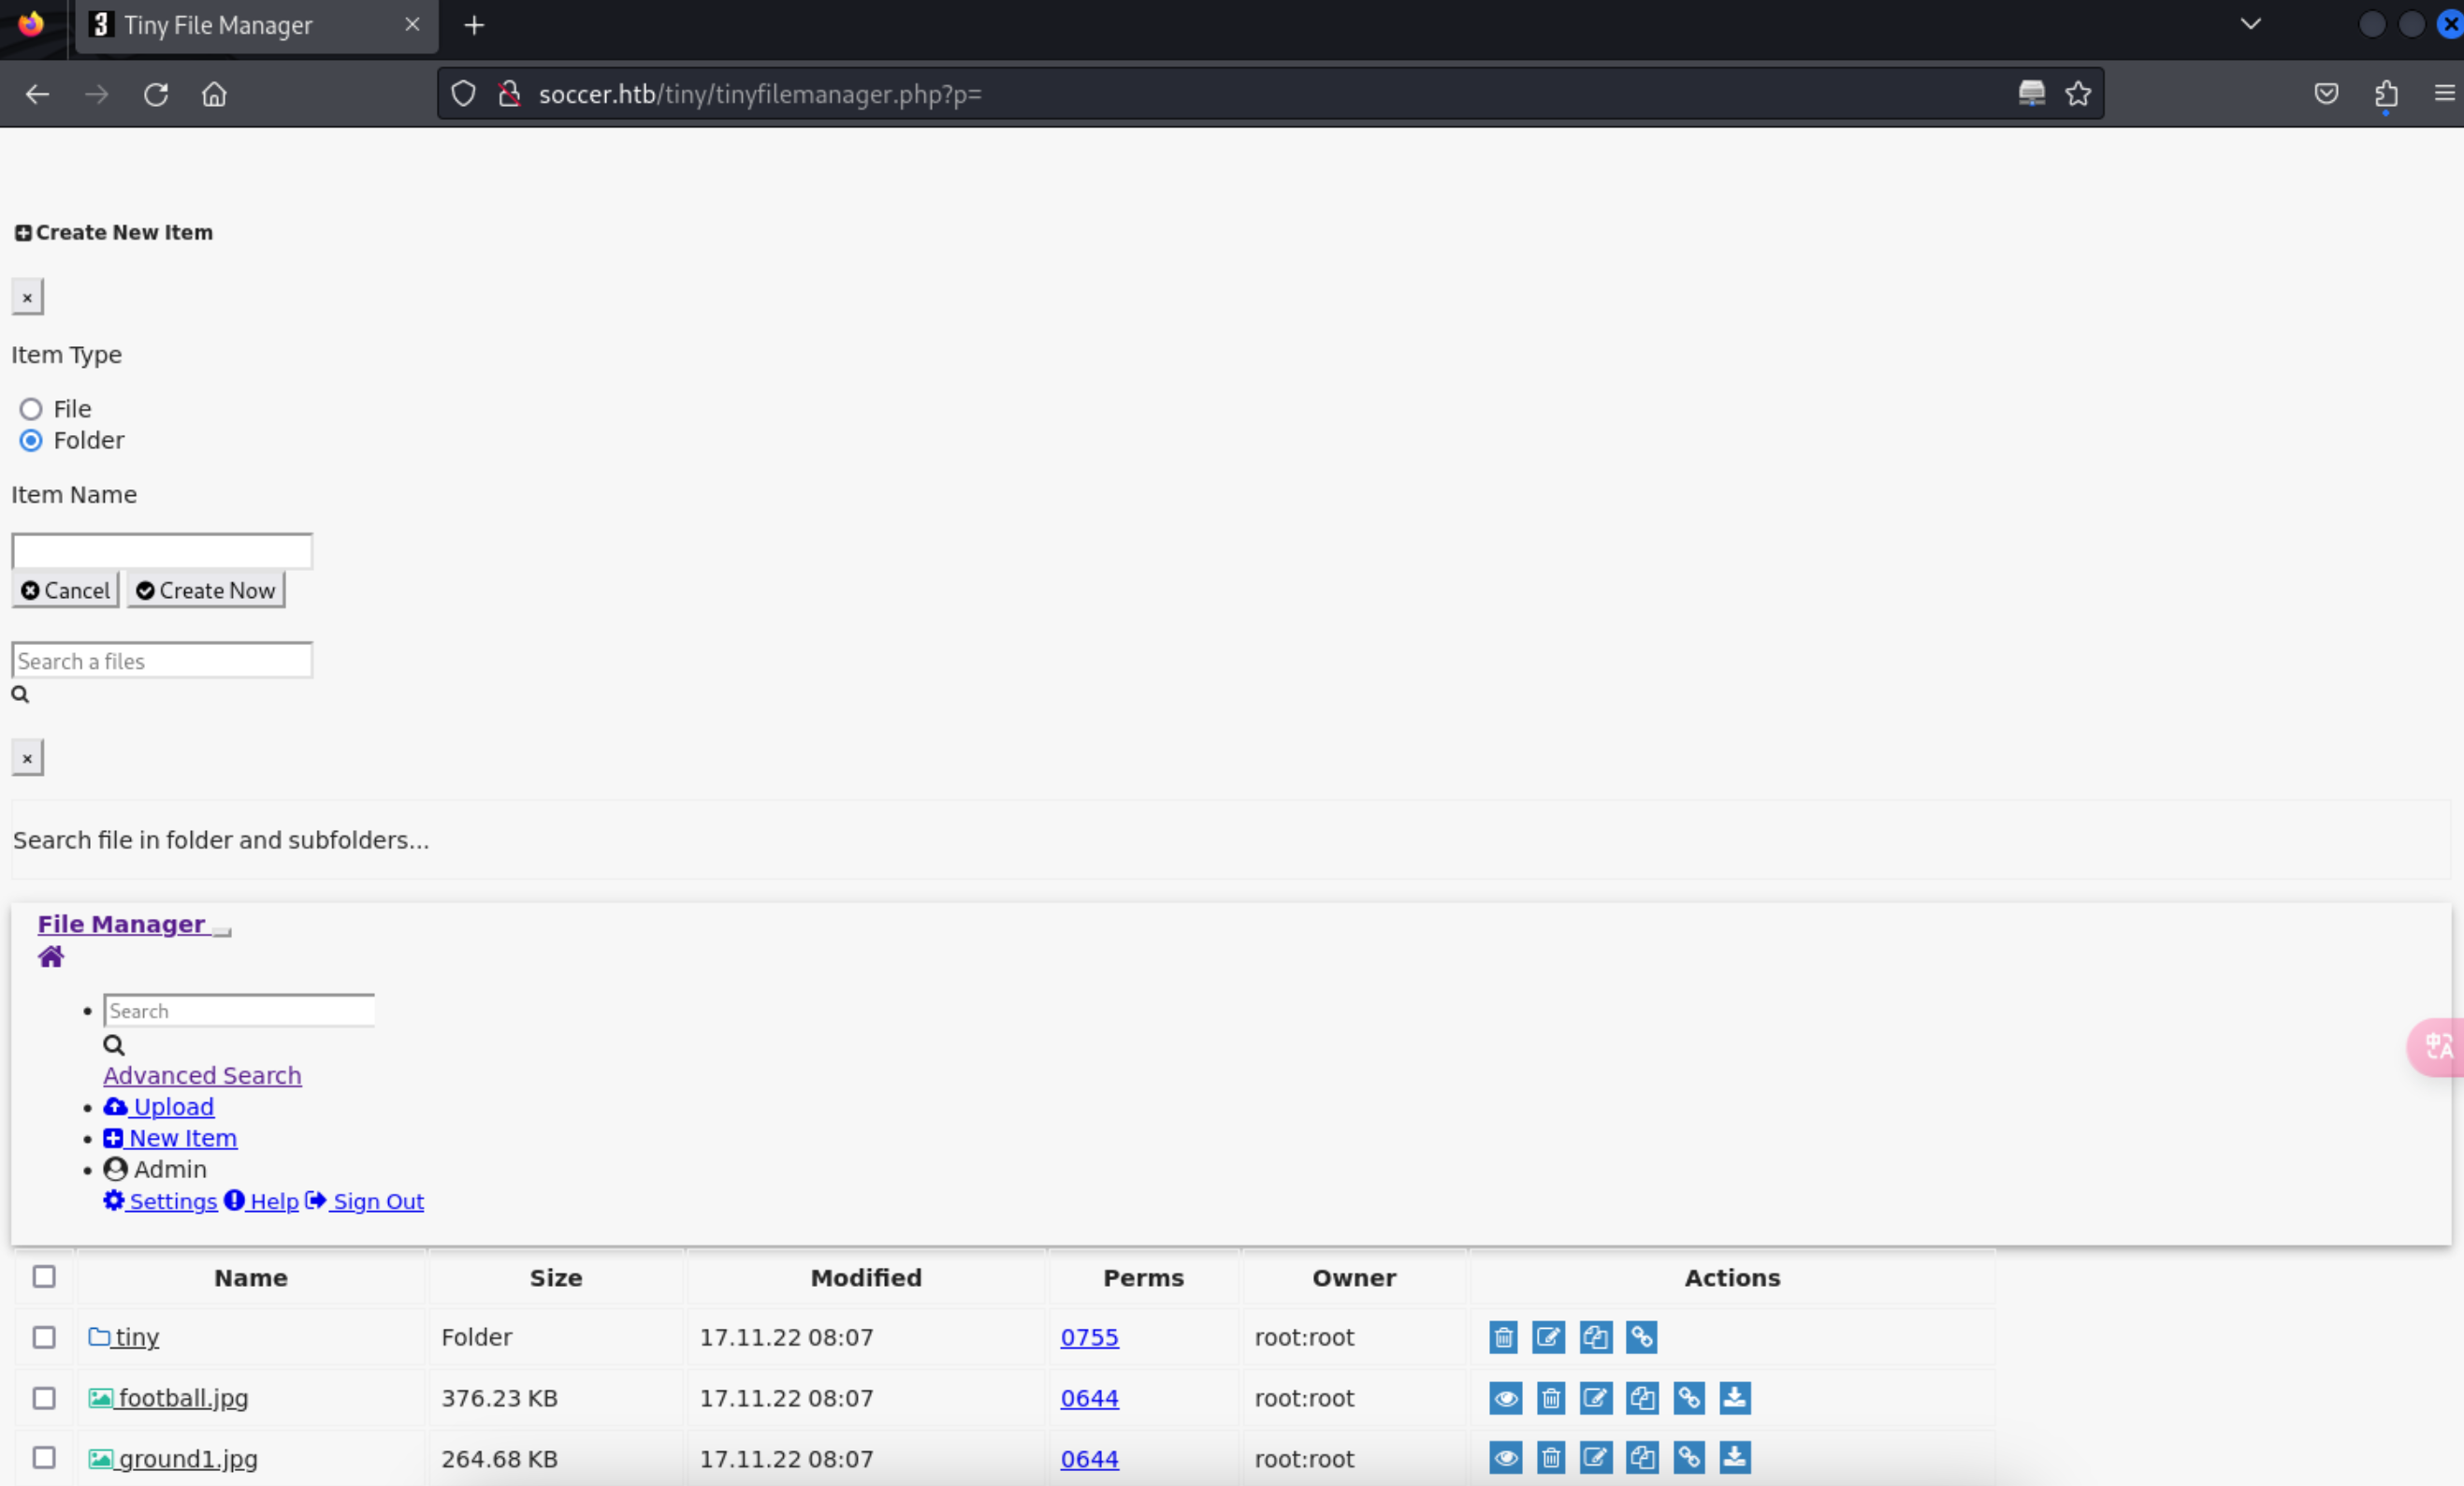 3 Tiny File Manager
soccer.htb/tiny/tinyfilemanager.php?p=
Create New Item
×
Item Type
File
Folder
Item Name
Cancel Create Now
Search a files
×
Search file in folder and subfolders...
File Manager
Search
Advanced Search
Upload
New Item
Admin
Settings Help Sign Out
Name Size Modified Perms Owner Actions
tiny Folder 17.11.22 08:07 0755 root:root
football.jpg 376.23 KB 17.11.22 08:07 0644 root:root
ground1.jpg 264.68 KB 17.11.22 08:07 0644 root:root
中A